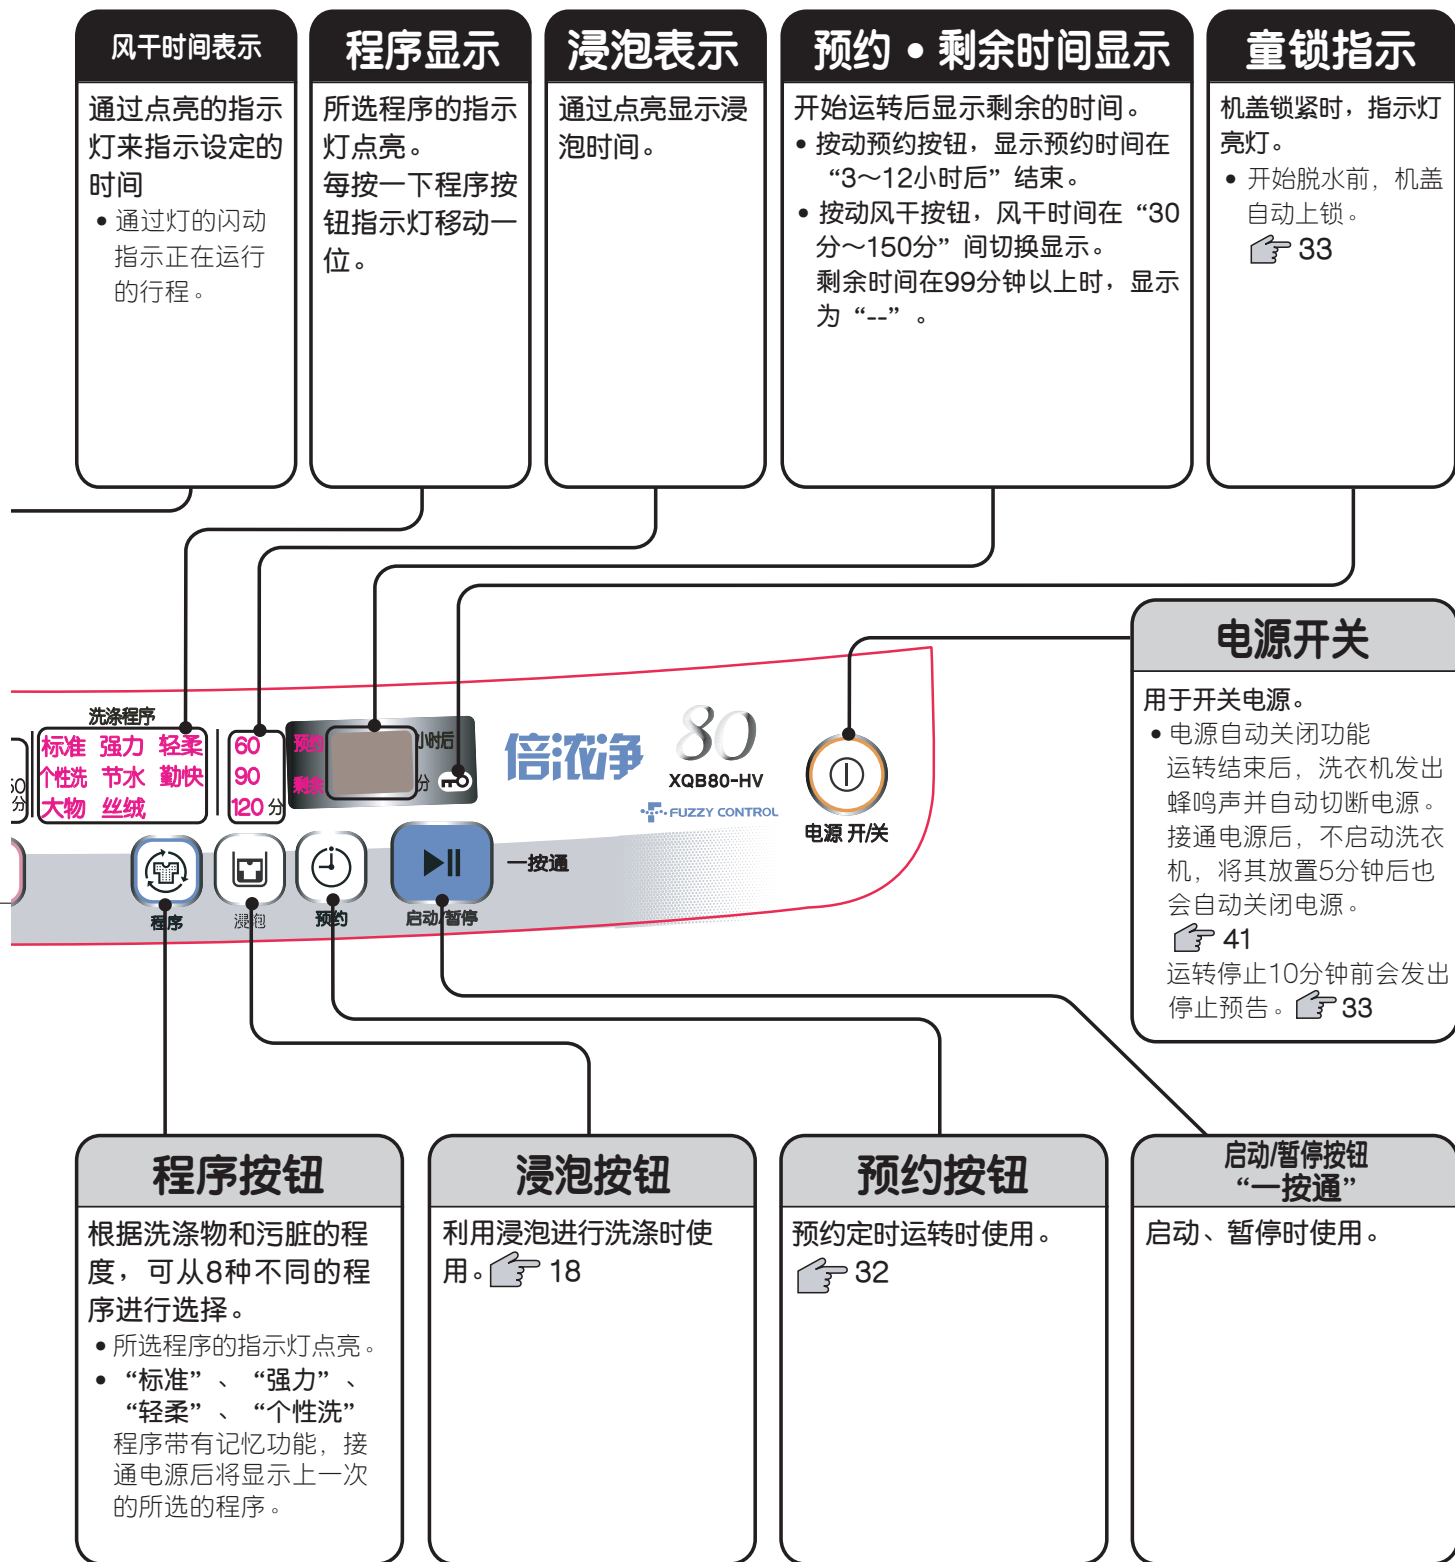 风干时间表示
通过点亮的指示
灯来指示设定的
时间
• 通过灯的闪动
指示正在运行
的行程。
程序显示
所选程序的指示
灯点亮。
每按一下程序按
钮指示灯移动一
位。
浸泡表示
通过点亮显示浸
泡时间。
预约 • 剩余时间显示
开始运转后显示剩余的时间。
• 按动预约按钮，显示预约时间在
“3～12小时后”结束。
• 按动风干按钮，风干时间在“30
分～150分”间切换显示。
剩余时间在99分钟以上时，显示
为“--”。
童锁指示
机盖锁紧时，指示灯
亮灯。
• 开始脱水前，机盖
自动上锁。
33
电源开关
用于开关电源。
• 电源自动关闭功能
运转结束后，洗衣机发出
蜂鸣声并自动切断电源。
接通电源后，不启动洗衣
机，将其放置5分钟后也
会自动关闭电源。
41
运转停止10分钟前会发出
停止预告。 33
洗涤程序
标准 强力 轻柔
个性洗 节水 勤快
大物 丝绒
分
60
90
120 分
预约 小时后
剩余 分
倍浓净
80
XQB80-HV
FUZZY CONTROL
电源 开/关
程序
浸泡
预约
启动/暂停
一按通
程序按钮
根据洗涤物和污脏的程
度，可从8种不同的程
序进行选择。
• 所选程序的指示灯点亮。
• “标准”、“强力”、
“轻柔”、“个性洗”
程序带有记忆功能，接
通电源后将显示上一次
的所选的程序。
浸泡按钮
利用浸泡进行洗涤时使
用。 18
预约按钮
预约定时运转时使用。
32
启动/暂停按钮
“一按通”
启动、暂停时使用。